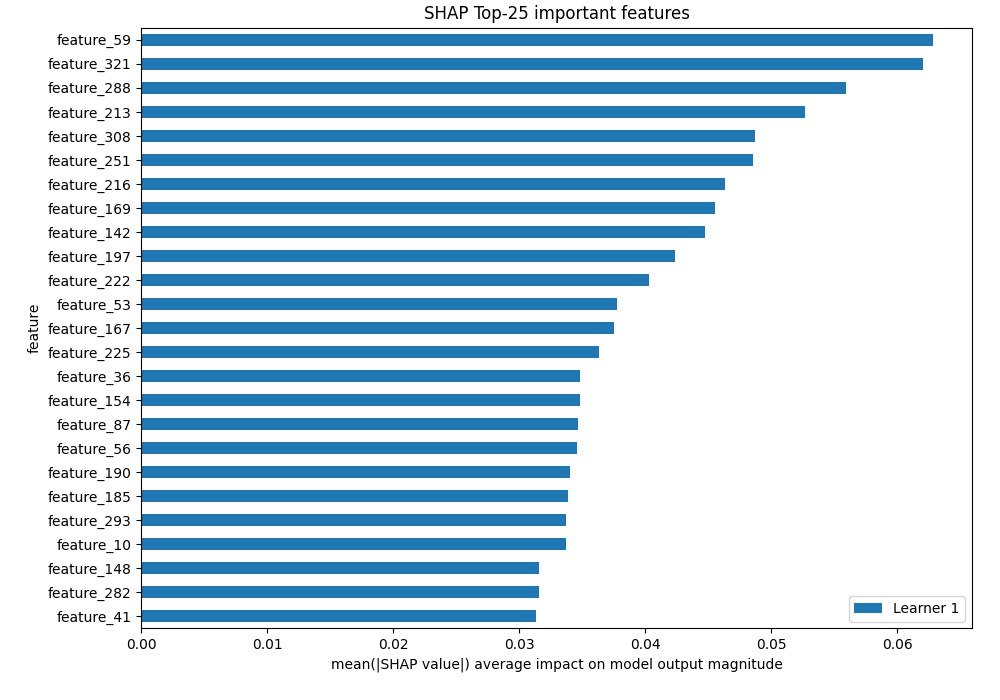 SHAP Top-25 important features
feature_59
feature_321
feature_288
feature_213
feature_308
feature_251
feature_216
feature_169
feature_142
feature_197
feature_222
feature_53
feature_167
feature_225
feature_36
feature_154
feature_87
feature_56
feature_190
feature_185
feature_293
feature_10
feature_148
feature_282
feature_41
feature
Learner 1
0.00 0.01 0.02 0.03 0.04 0.05 0.06
mean(|SHAP value|) average impact on model output magnitude